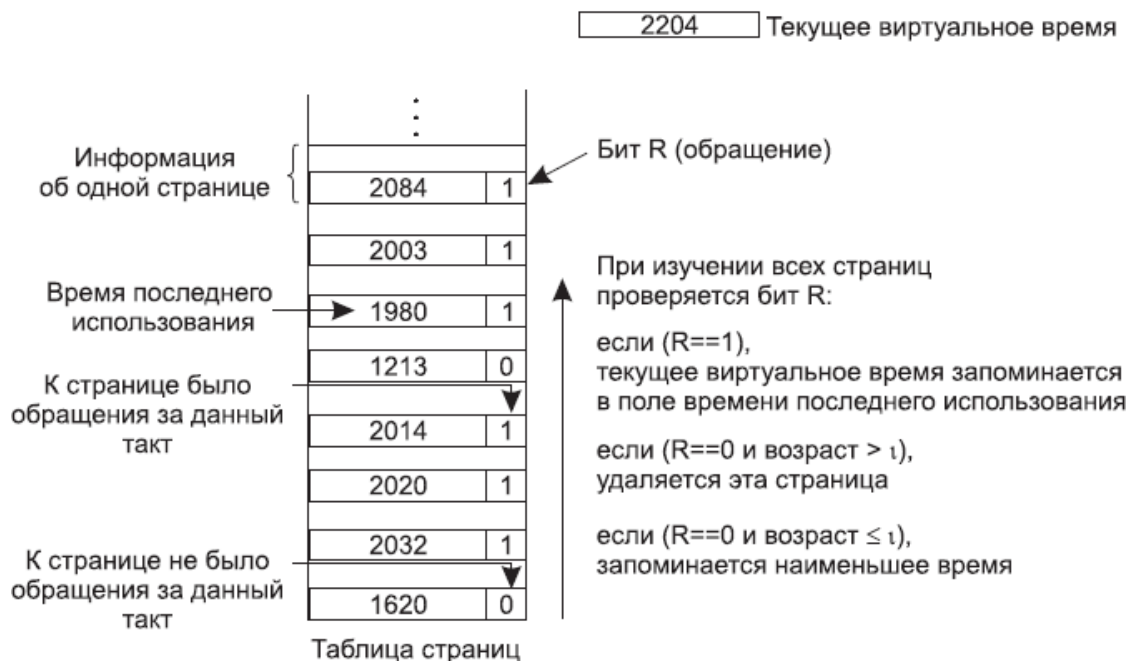 2204 Текущее виртуальное время
Информация
об одной странице
Бит R (обращение)
2084 1
2003 1
Время последнего
использования
1980 1
1213 0
К странице было
обращения за данный
такт
2014 1
2020 1
2032 1
К странице не было
обращения за данный
такт
1620 0
Таблица страниц
При изучении всех страниц
проверяется бит R:
если (R==1),
текущее виртуальное время запоминается
в поле времени последнего использования
если (R==0 и возраст > ι),
удаляется эта страница
если (R==0 и возраст ≤ ι),
запоминается наименьшее время